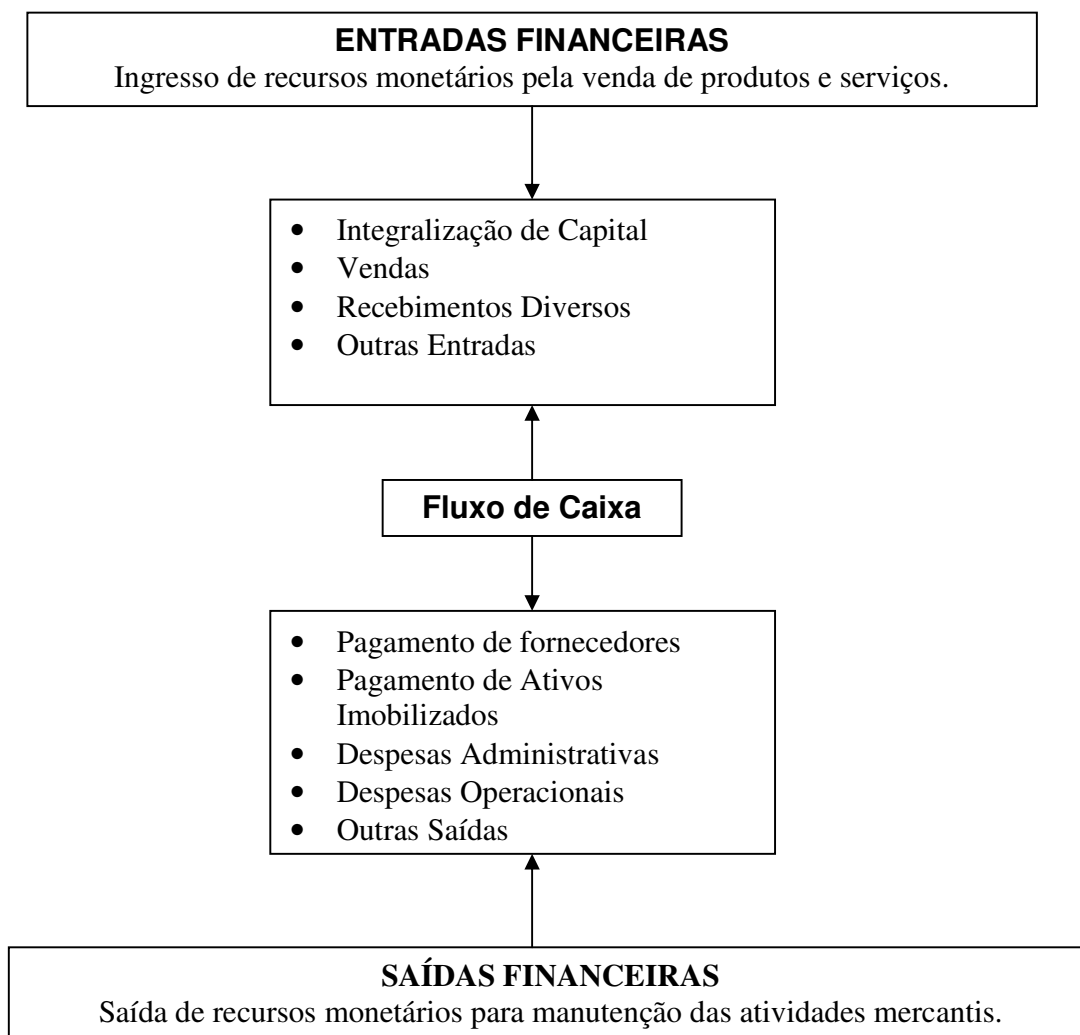 ENTRADAS FINANCEIRAS
Ingresso de recursos monetários pela venda de produtos e serviços.
• Integralização de Capital
• Vendas
• Recebimentos Diversos
• Outras Entradas
Fluxo de Caixa
• Pagamento de fornecedores
• Pagamento de Ativos
Imobilizados
• Despesas Administrativas
• Despesas Operacionais
• Outras Saídas
SAÍDAS FINANCEIRAS
Saída de recursos monetários para manutenção das atividades mercantis.